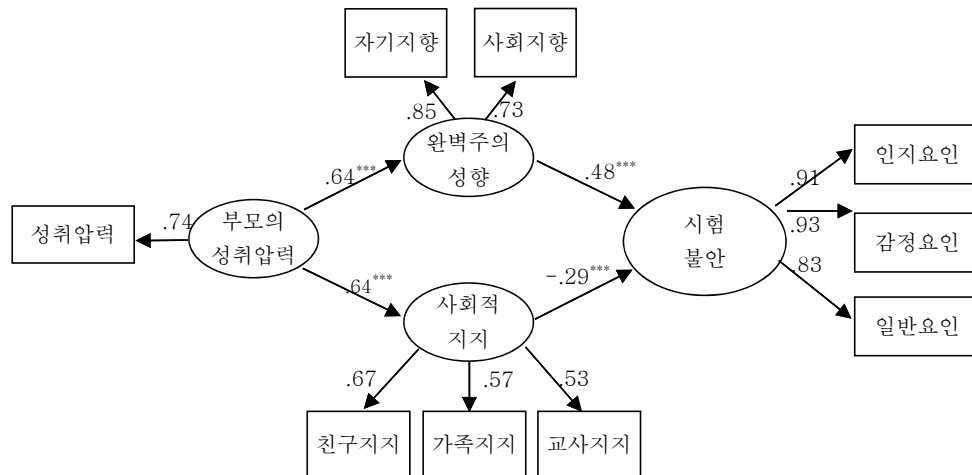 자기지향
사회지향
.85
.73
완벽주의
성향
인지요인
.64***
.48***
.91
성취압력
.74
부모의
성취압력
시험
불안
.93
감정요인
.64***
-.29***
.83
사회적
지지
일반요인
.67
.57
.53
친구지지
가족지지
교사지지